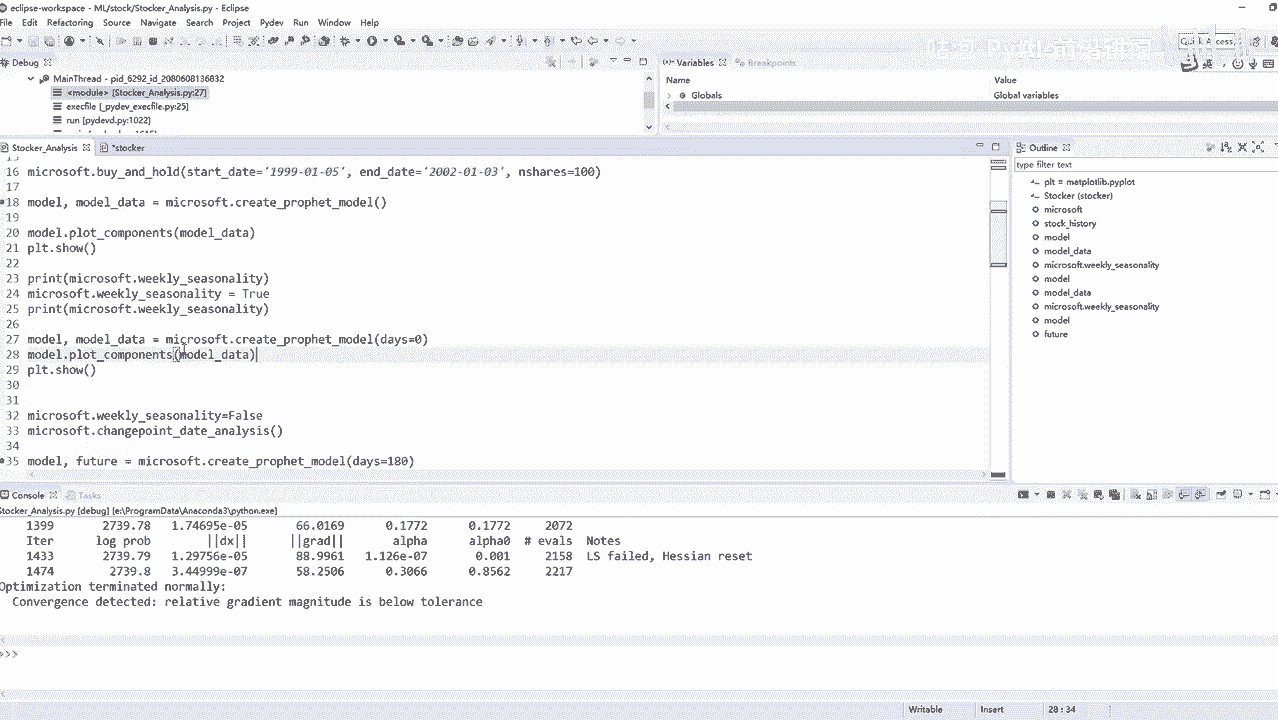 eclipse-workspace - ML/stock/Stocker_Analysis.py - Eclipse
File Edit Refactoring Source Navigate Search Project Pydev Run Window Help
Debug
MainThread - pid_6292_id_2080608136832
<module> [Stocker_Analysis.py:27]
execfile [_pydev_execfile.py:25]
run [pydevd.py:1022]
Variables Breakpoints
Name Value
Globals Global variables
Stocker_Analysis *stocker
16 microsoft.buy_and_hold(start_date='1995-01-05', end_date='2002-01-03', nshares=100)
17
18 model, model_data = microsoft.create_prophet_model()
19
20 model.plot_components(model_data)
21 plt.show()
22
23 print(microsoft.weekly_seasonality)
24 microsoft.weekly_seasonality = True
25 print(microsoft.weekly_seasonality)
26
27 model, model_data = microsoft.create_prophet_model(days=0)
28 model.plot_components(model_data)
29 plt.show()
30
31
32 microsoft.weekly_seasonality=False
33 microsoft.changepoint_date_analysis()
34
35 model, future = microsoft.create_prophet_model(days=180)
Outline
type filter text
plt = matplotlib.pyplot
Stocker (stocker)
microsoft
stock_history
model
model_data
microsoft.weekly_seasonality
model
model_data
microsoft.weekly_seasonality
model
future
Console Tasks
Stocker_Analysis.py [debug] [e:\ProgramData\Anaconda3\python.exe]
1399 2739.78 1.74695e-05 66.0169 0.1772 0.1772 2072
Iter log prob ||dx|| ||grad|| alpha alpha0 # evals Notes
1433 2739.79 1.29756e-05 88.9961 1.126e-07 0.001 2158 LS failed, Hessian reset
1474 2739.8 3.44999e-07 58.2506 0.3066 0.8562 2217
Optimization terminated normally:
Convergence detected: relative gradient magnitude is below tolerance
>>>
Writable Insert 28:34